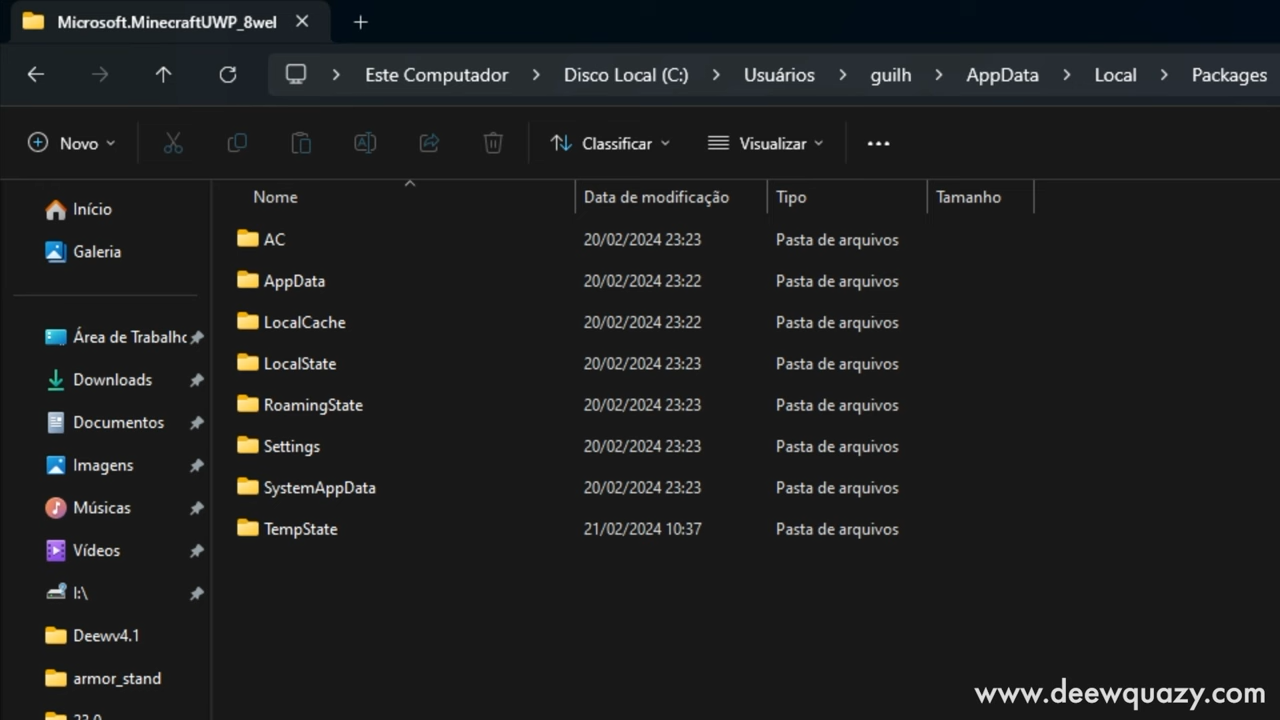 Microsoft.MinecraftUWP_8wel
Este Computador > Disco Local (C:) > Usuários > guilh > AppData > Local > Packages
Novo Classificar Visualizar
Nome Data de modificação Tipo Tamanho
Início
Galeria
Área de Trabalho
Downloads
Documentos
Imagens
Músicas
Vídeos
I:\
Deewv4.1
armor_stand
AC 20/02/2024 23:23 Pasta de arquivos
AppData 20/02/2024 23:22 Pasta de arquivos
LocalCache 20/02/2024 23:22 Pasta de arquivos
LocalState 20/02/2024 23:23 Pasta de arquivos
RoamingState 20/02/2024 23:23 Pasta de arquivos
Settings 20/02/2024 23:23 Pasta de arquivos
SystemAppData 20/02/2024 23:23 Pasta de arquivos
TempState 21/02/2024 10:37 Pasta de arquivos
www.deewquazy.com